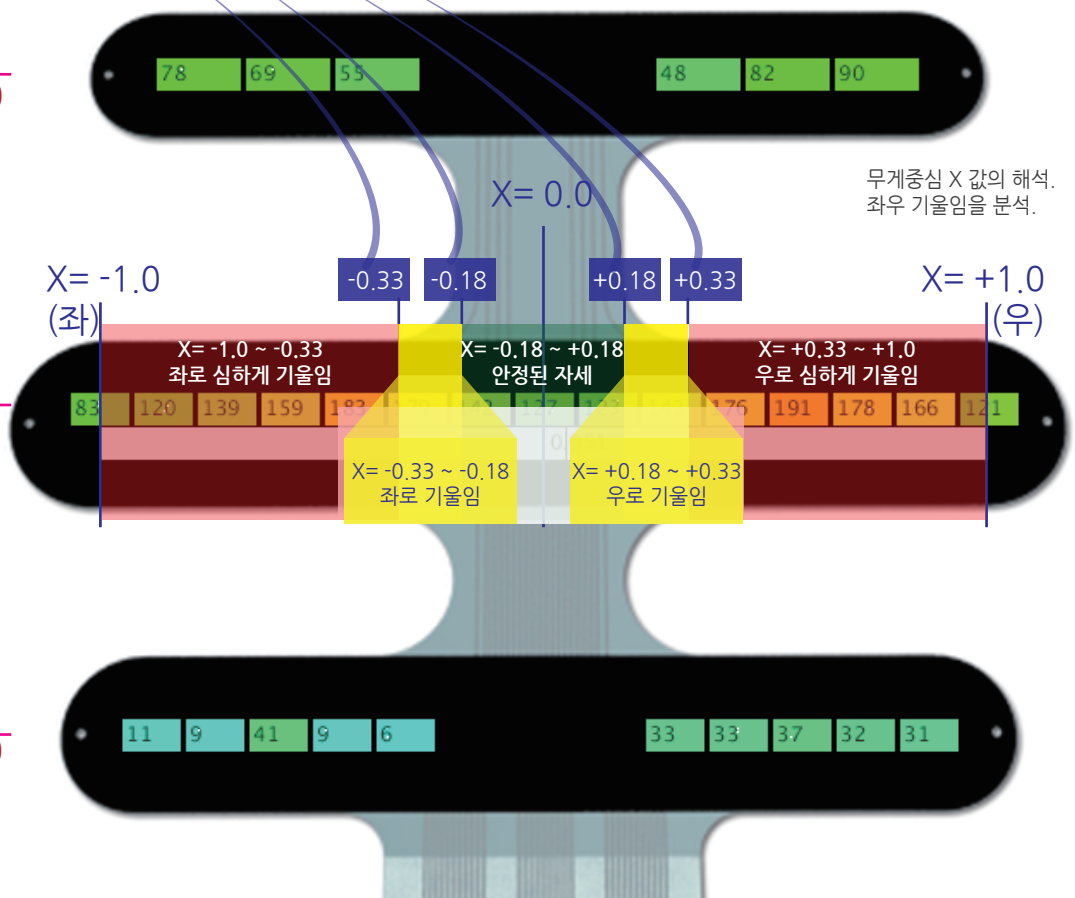 78 69 55 48 82 90
무게중심 X 값의 해석.
좌우 기울임을 분석.
X= 0.0
X= -1.0
(좌)
-0.33 -0.18 +0.18 +0.33
X= +1.0
(우)
X= -1.0 ~ -0.33
좌로 심하게 기울임
X= -0.18 ~ +0.18
안정된 자세
X= +0.33 ~ +1.0
우로 심하게 기울임
83 120 139 159 183 127 176 191 178 166 121
X= -0.33 ~ -0.18
좌로 기울임
X= +0.18 ~ +0.33
우로 기울임
11 9 41 9 6 33 33 37 32 31